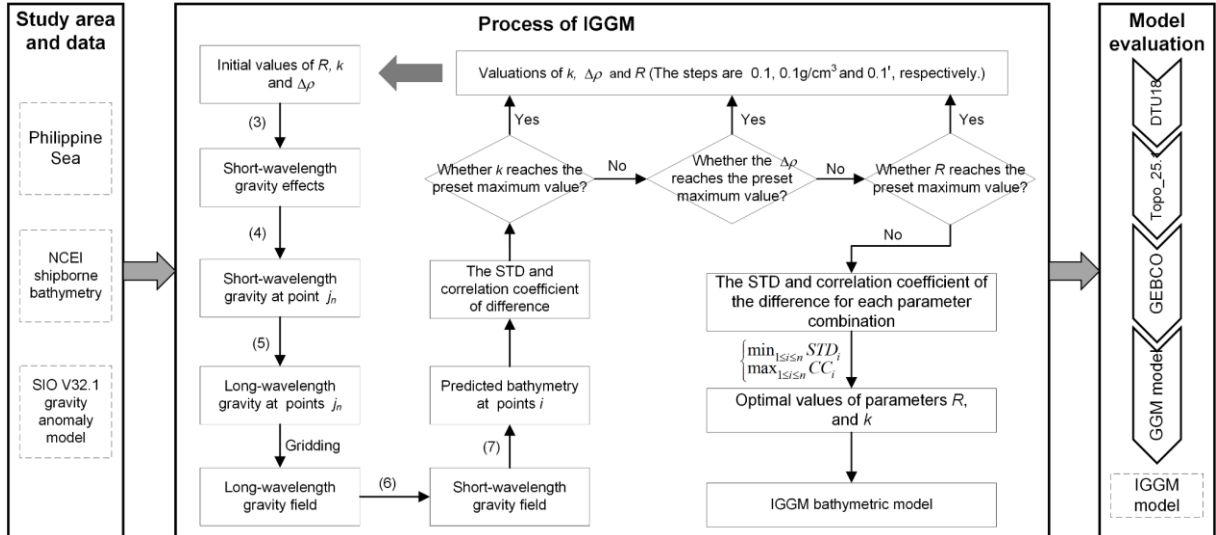 Study area
and data
Philippine
Sea
NCEI
shipborne
bathymetry
SIO V32.1
gravity
anomaly
model
Process of IGGM
Initial values of R, k
and Δρ
(3)
Short-wavelength
gravity effects
(4)
Short-wavelength
gravity at point jₙ
(5)
Long-wavelength
gravity at points jₙ
Gridding
Long-wavelength
gravity field
(6)
Short-wavelength
gravity field
(7)
Predicted bathymetry
at points i
The STD and
correlation coefficient
of difference
Whether k reaches the
preset maximum value?
Yes
No
Whether the Δρ
reaches the preset
maximum value?
Yes
No
Whether R reaches the
preset maximum value?
Yes
No
Valuations of k, Δρ and R (The steps are 0.1, 0.1g/cm³ and 0.1', respectively.)
The STD and correlation coefficient of
the difference for each parameter
combination
{min₁≤i≤n STDᵢ
max₁≤i≤n CCᵢ
Optimal values of parameters R,
and k
IGGM bathymetric model
Model
evaluation
DTU18
Topo_25.
GEBCO
GGM model
IGGM
model